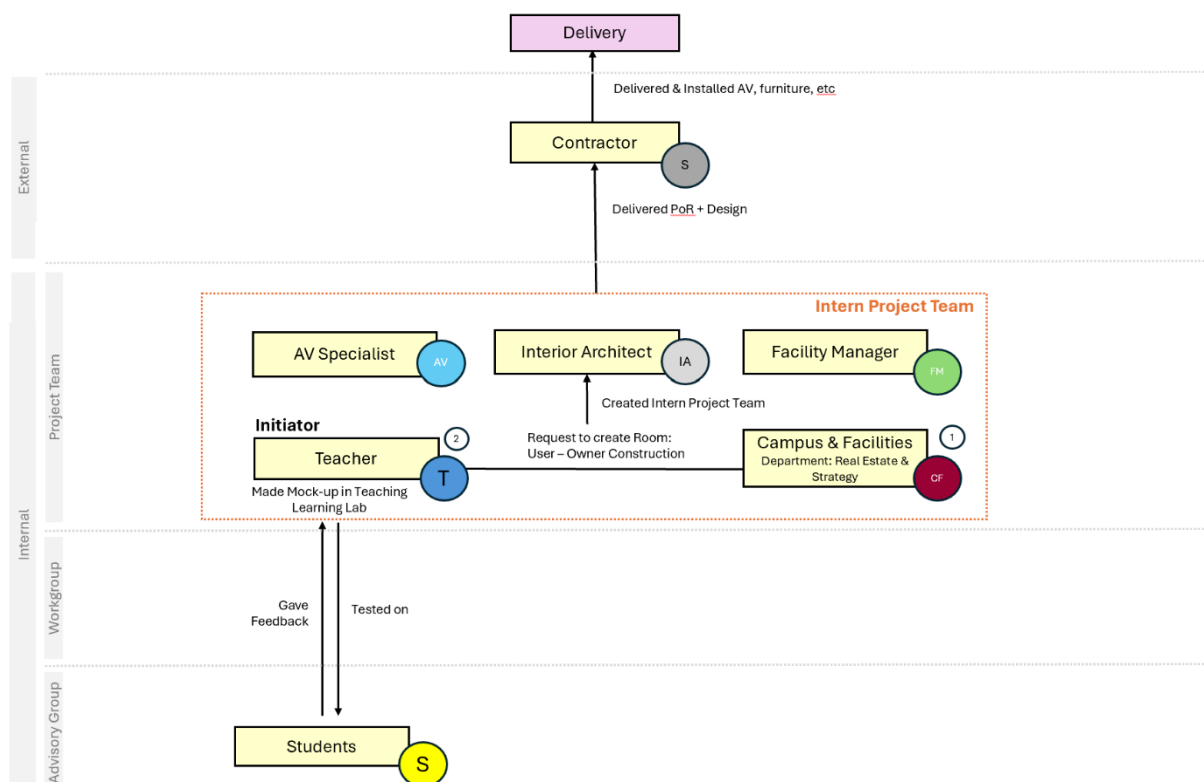 Delivery
Delivered & Installed AV, furniture, etc
External
Contractor
S
Delivered PoR + Design
Internal
Project Team
Intern Project Team
AV Specialist
AV
Interior Architect
IA
Facility Manager
FM
Created Intern Project Team
Initiator
Teacher
2
T
Made Mock-up in Teaching
Learning Lab
Request to create Room:
User – Owner Construction
Campus & Facilities
Department: Real Estate &
Strategy
1
CF
Workgroup
Gave
Feedback
Tested on
Advisory Group
Students
S